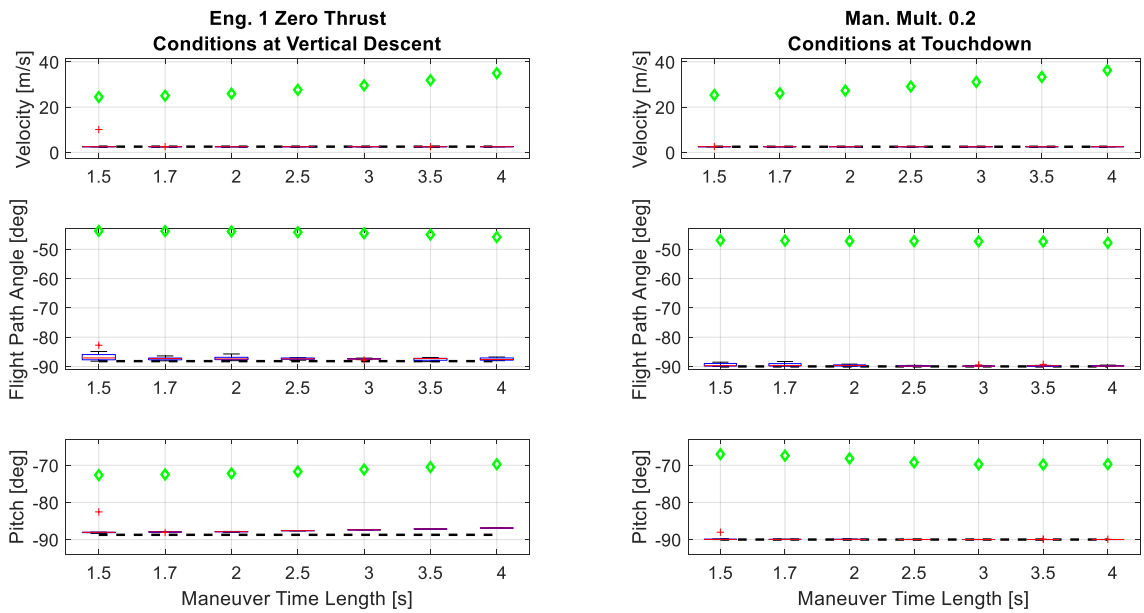 Eng. 1 Zero Thrust
Conditions at Vertical Descent
Velocity [m/s]
40
20
0
1.5 1.7 2 2.5 3 3.5 4
Flight Path Angle [deg]
-50
-60
-70
-80
-90
1.5 1.7 2 2.5 3 3.5 4
Pitch [deg]
-70
-80
-90
1.5 1.7 2 2.5 3 3.5 4
Maneuver Time Length [s]
Man. Mult. 0.2
Conditions at Touchdown
Velocity [m/s]
40
20
0
1.5 1.7 2 2.5 3 3.5 4
Flight Path Angle [deg]
-50
-60
-70
-80
-90
1.5 1.7 2 2.5 3 3.5 4
Pitch [deg]
-70
-80
-90
1.5 1.7 2 2.5 3 3.5 4
Maneuver Time Length [s]